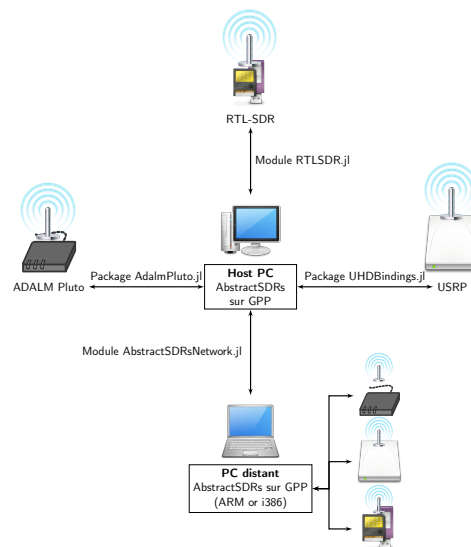 RTL-SDR
Module RTLSDR.jl
ADALM Pluto
Package AdalmPluto.jl
Host PC
AbstractSDRs
sur GPP
Package UHDBindings.jl
USRP
Module AbstractSDRsNetwork.jl
PC distant
AbstractSDRs sur GPP
(ARM or i386)